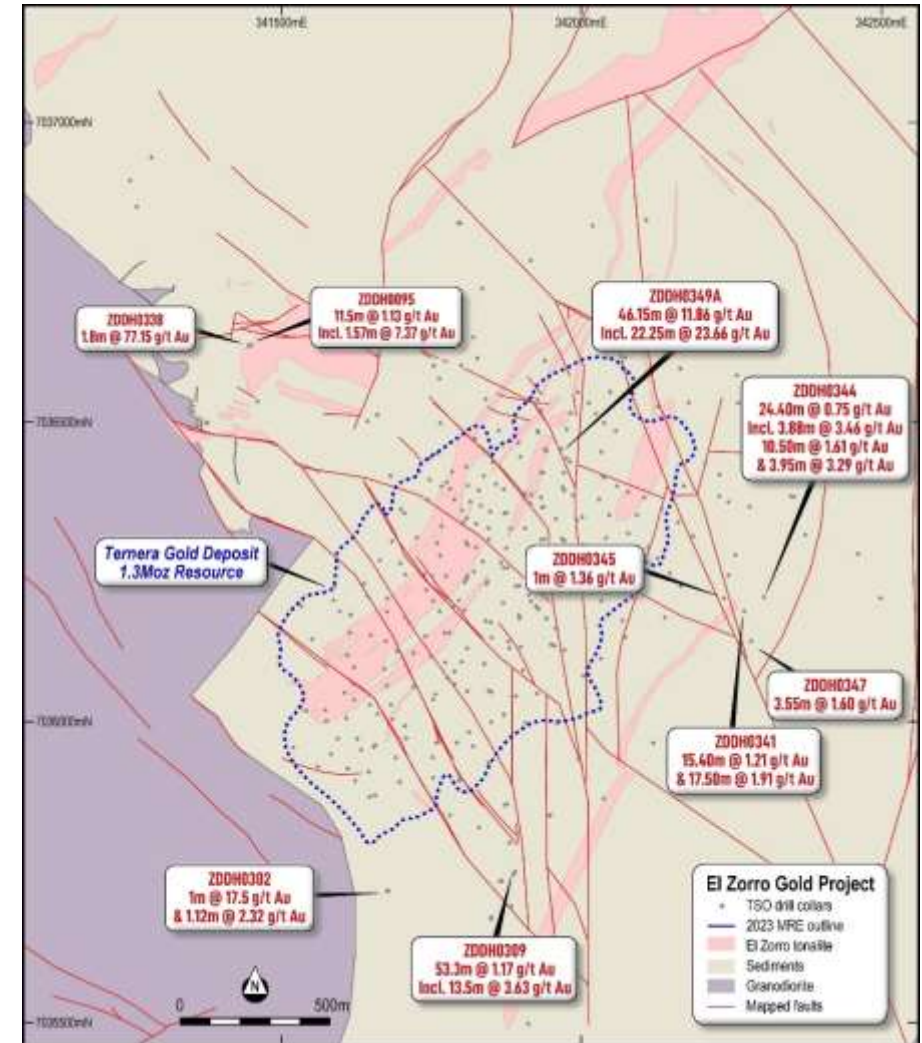 341500mE
342000mE
342500mE
7037000mN
ZDDH0338
1.8m @ 77.15 g/t Au
ZDDH0095
11.5m @ 1.13 g/t Au
Incl. 1.57m @ 7.37 g/t Au
ZDDH0349A
46.15m @ 11.86 g/t Au
Incl. 22.25m @ 23.66 g/t Au
ZDDH0344
24.40m @ 0.75 g/t Au
Incl. 3.88m @ 3.46 g/t Au
10.50m @ 1.61 g/t Au
& 3.95m @ 3.29 g/t Au
7036500mN
Ternera Gold Deposit
1.3Moz Resource
ZDDH0345
1m @ 1.36 g/t Au
ZDDH0347
3.55m @ 1.60 g/t Au
7036000mN
ZDDH0341
15.40m @ 1.21 g/t Au
& 17.50m @ 1.91 g/t Au
ZDDH0302
1m @ 17.5 g/t Au
& 1.12m @ 2.32 g/t Au
ZDDH0309
53.3m @ 1.17 g/t Au
Incl. 13.5m @ 3.63 g/t Au
El Zorro Gold Project
TSO drill collars
2023 MRE outline
El Zorro tonalite
Sediments
Granodiorite
Mapped faults
N
0
500m
7035500mN